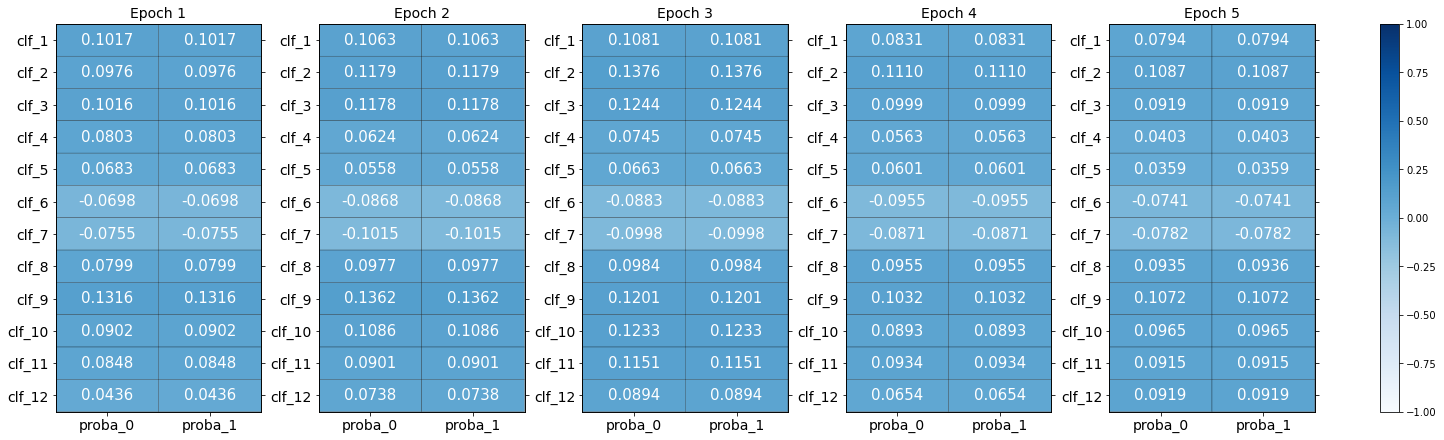 Epoch 1 Epoch 2 Epoch 3 Epoch 4 Epoch 5
clf_1 0.1017 0.1017 clf_1 0.1063 0.1063 clf_1 0.1081 0.1081 clf_1 0.0831 0.0831 clf_1 0.0794 0.0794 1.00
clf_2 0.0976 0.0976 clf_2 0.1179 0.1179 clf_2 0.1376 0.1376 clf_2 0.1110 0.1110 clf_2 0.1087 0.1087 0.75
clf_3 0.1016 0.1016 clf_3 0.1178 0.1178 clf_3 0.1244 0.1244 clf_3 0.0999 0.0999 clf_3 0.0919 0.0919
clf_4 0.0803 0.0803 clf_4 0.0624 0.0624 clf_4 0.0745 0.0745 clf_4 0.0563 0.0563 clf_4 0.0403 0.0403 0.50
clf_5 0.0683 0.0683 clf_5 0.0558 0.0558 clf_5 0.0663 0.0663 clf_5 0.0601 0.0601 clf_5 0.0359 0.0359 0.25
clf_6 -0.0698 -0.0698 clf_6 -0.0868 -0.0868 clf_6 -0.0883 -0.0883 clf_6 -0.0955 -0.0955 clf_6 -0.0741 -0.0741 0.00
clf_7 -0.0755 -0.0755 clf_7 -0.1015 -0.1015 clf_7 -0.0998 -0.0998 clf_7 -0.0871 -0.0871 clf_7 -0.0782 -0.0782
clf_8 0.0799 0.0799 clf_8 0.0977 0.0977 clf_8 0.0984 0.0984 clf_8 0.0955 0.0955 clf_8 0.0935 0.0936 −0.25
clf_9 0.1316 0.1316 clf_9 0.1362 0.1362 clf_9 0.1201 0.1201 clf_9 0.1032 0.1032 clf_9 0.1072 0.1072
clf_10 0.0902 0.0902 clf_10 0.1086 0.1086 clf_10 0.1233 0.1233 clf_10 0.0893 0.0893 clf_10 0.0965 0.0965 −0.50
clf_11 0.0848 0.0848 clf_11 0.0901 0.0901 clf_11 0.1151 0.1151 clf_11 0.0934 0.0934 clf_11 0.0915 0.0915 −0.75
clf_12 0.0436 0.0436 clf_12 0.0738 0.0738 clf_12 0.0894 0.0894 clf_12 0.0654 0.0654 clf_12 0.0919 0.0919 −1.00
proba_0 proba_1 proba_0 proba_1 proba_0 proba_1 proba_0 proba_1 proba_0 proba_1